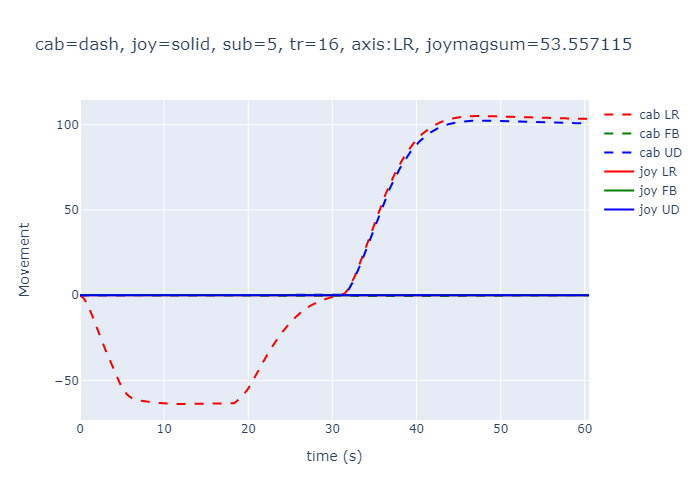 cab=dash, joy=solid, sub=5, tr=16, axis:LR, joymagsum=53.557115
cab LR
cab FB
cab UD
joy LR
joy FB
joy UD
Movement
100
50
0
−50
0 10 20 30 40 50 60
time (s)